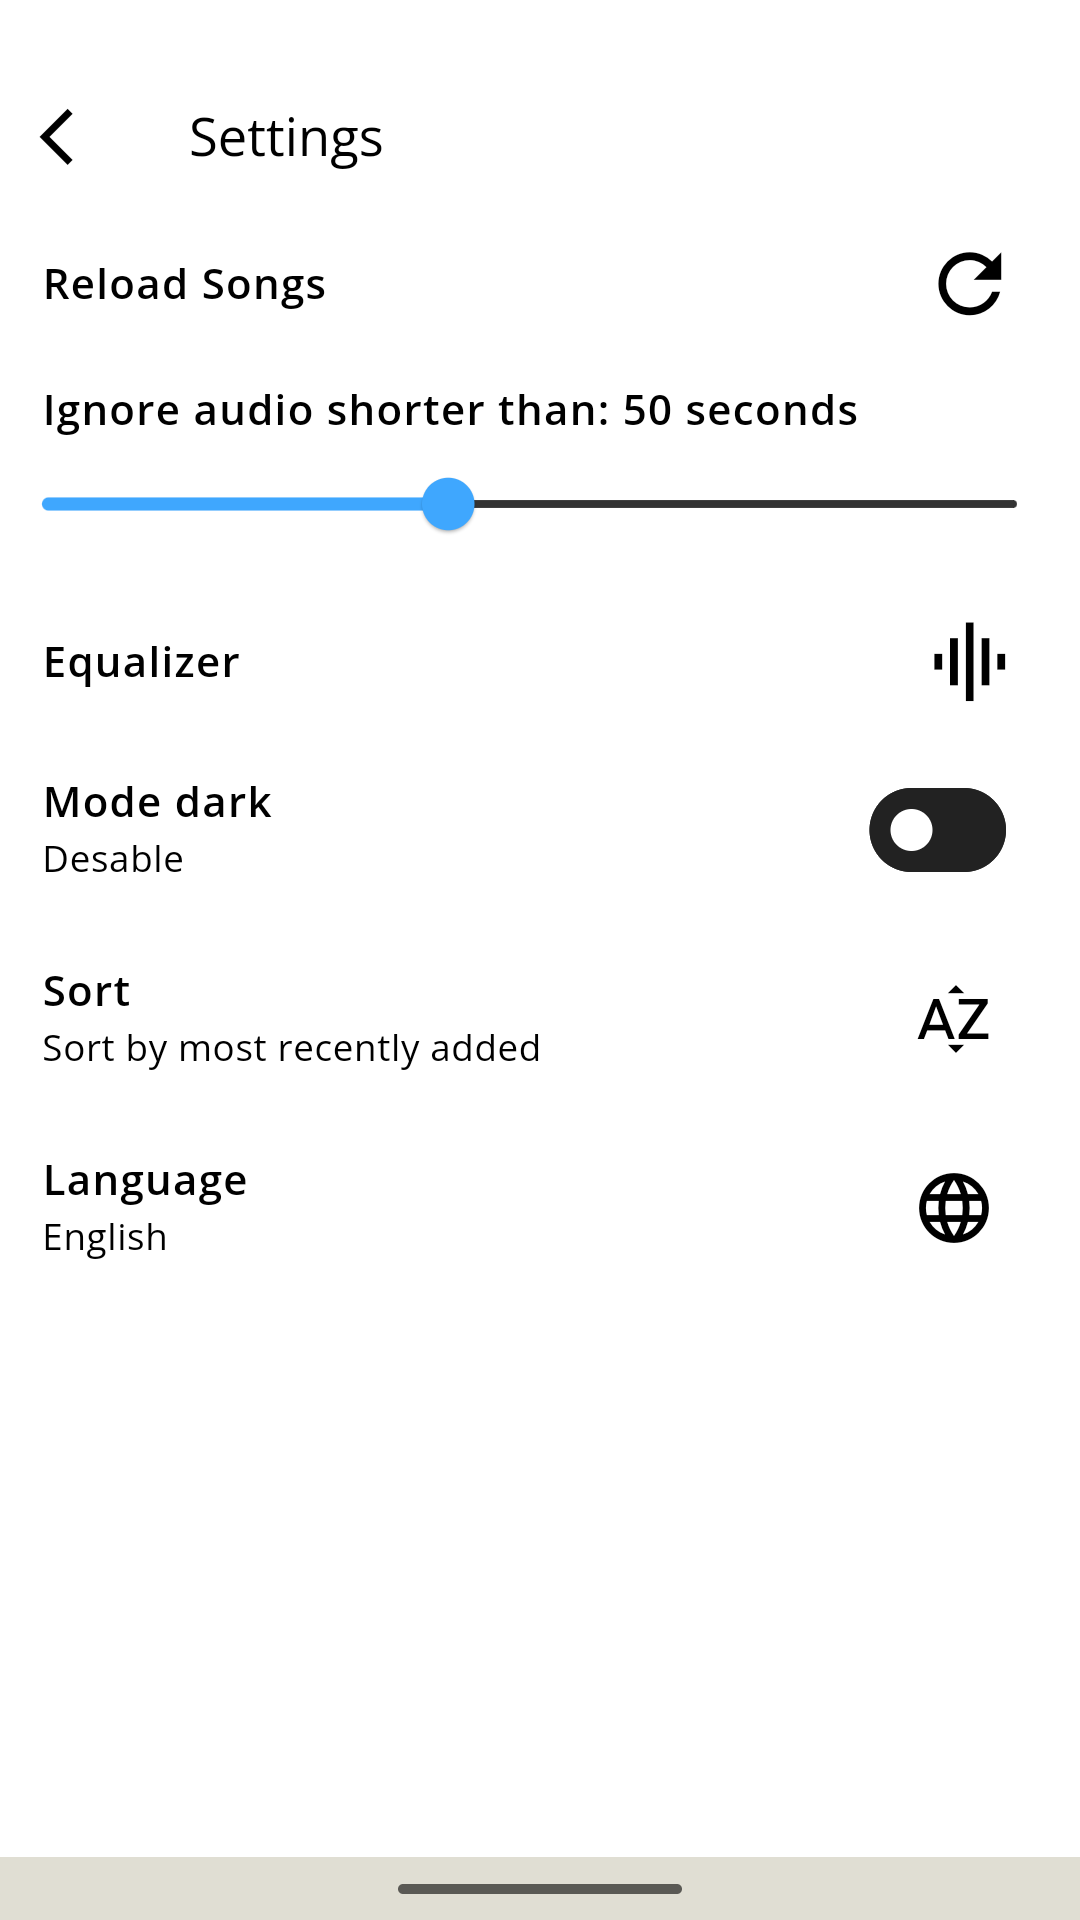 Settings
Reload Songs
Ignore audio shorter than: 50 seconds
Equalizer
Mode dark
Desable
Sort
Sort by most recently added
AZ
Language
English